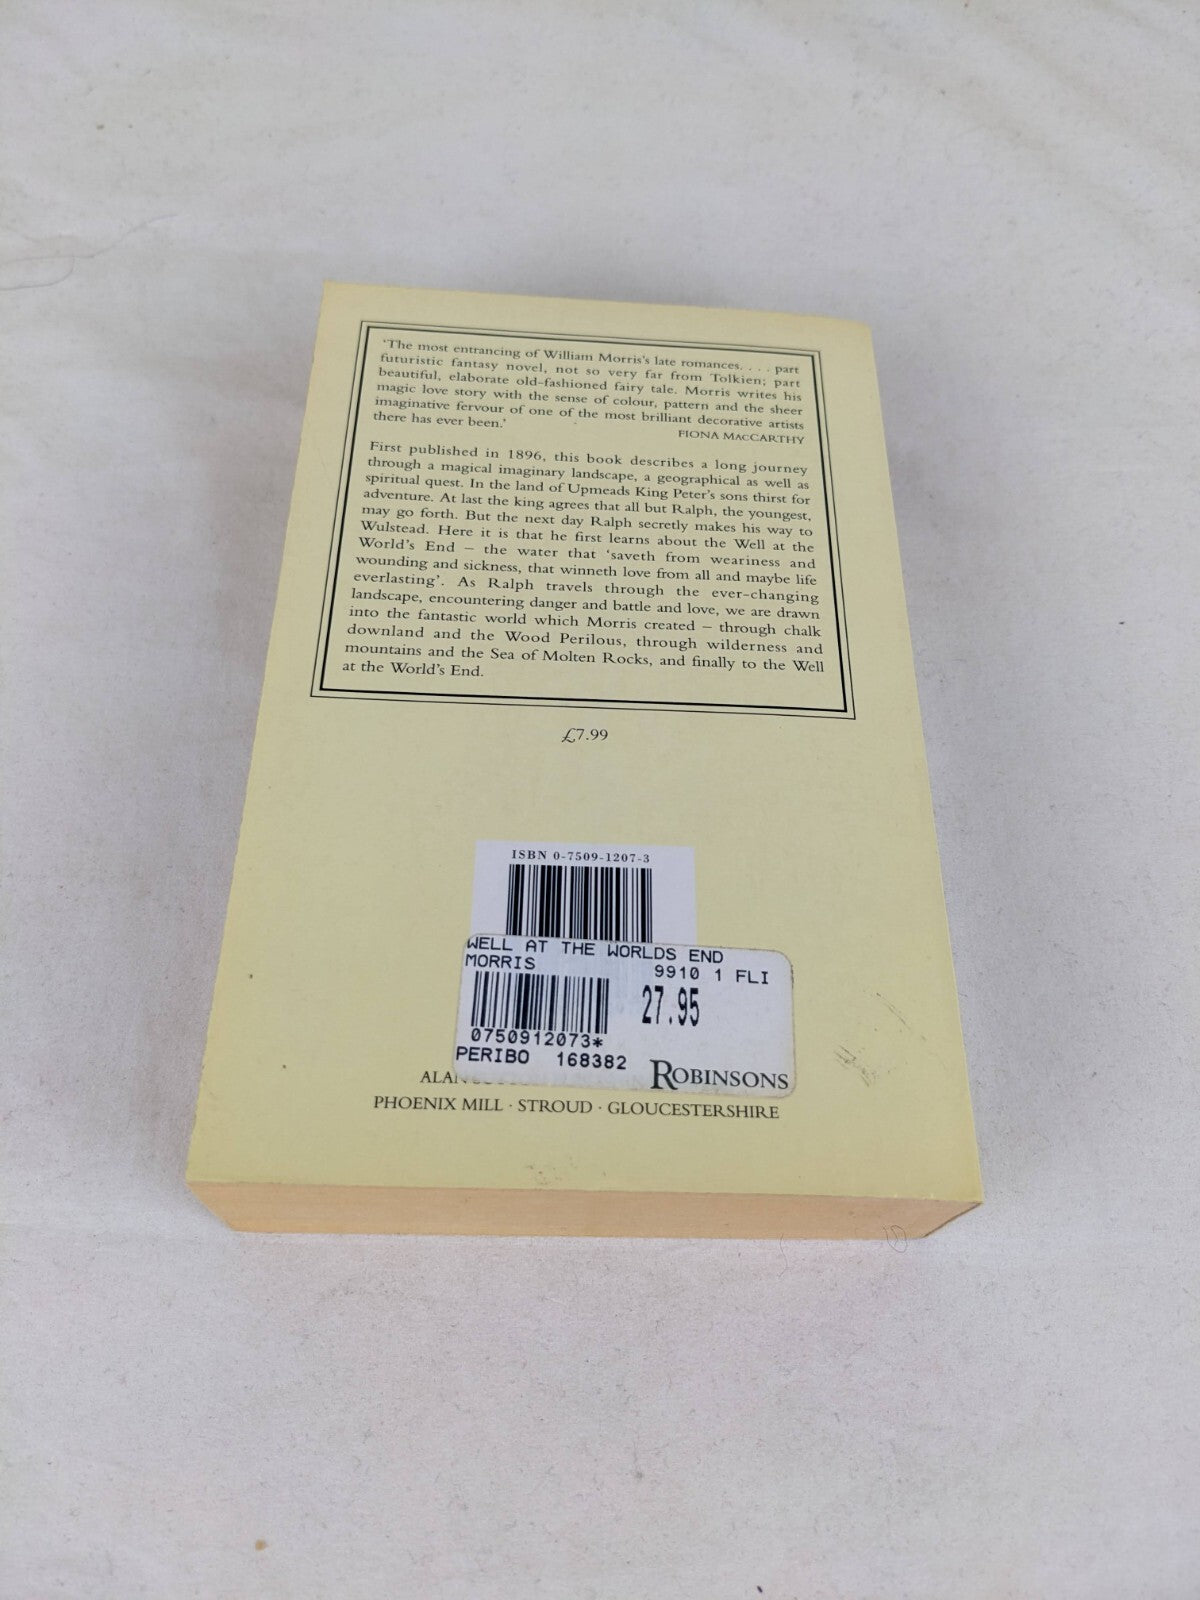 'The most entrancing of William Morris's late romances. . . . part
futuristic fantasy novel, not so very far from Tolkien; part
beautiful, elaborate old-fashioned fairy tale. Morris writes his
magic love story with the sense of colour, pattern and the sheer
imaginative fervour of one of the most brilliant decorative artists
there has ever been.'
FIONA MACCARTHY
First published in 1896, this book describes a long journey
through a magical imaginary landscape, a geographical as well as
spiritual quest. In the land of Upmeads King Peter's sons thirst for
adventure. At last the king agrees that all but Ralph, the youngest,
may go forth. But the next day Ralph secretly makes his way to
Wulstead. Here it is that he first learns about the Well at the
World's End – the water that 'saveth from weariness and
wounding and sickness, that winneth love from all and maybe life
everlasting'. As Ralph travels through the ever-changing
landscape, encountering danger and battle and love, we are drawn
into the fantastic world which Morris created – through chalk
downland and the Wood Perilous, through wilderness and
mountains and the Sea of Molten Rocks, and finally to the Well
at the World's End.
£7.99
ISBN 0-7509-1207-3
WELL AT THE WORLDS END
MORRIS 9910 1 FLI
27.95
0750912073*
PERIBO 168382 ROBINSONS
ALAN
PHOENIX MILL · STROUD · GLOUCESTERSHIRE